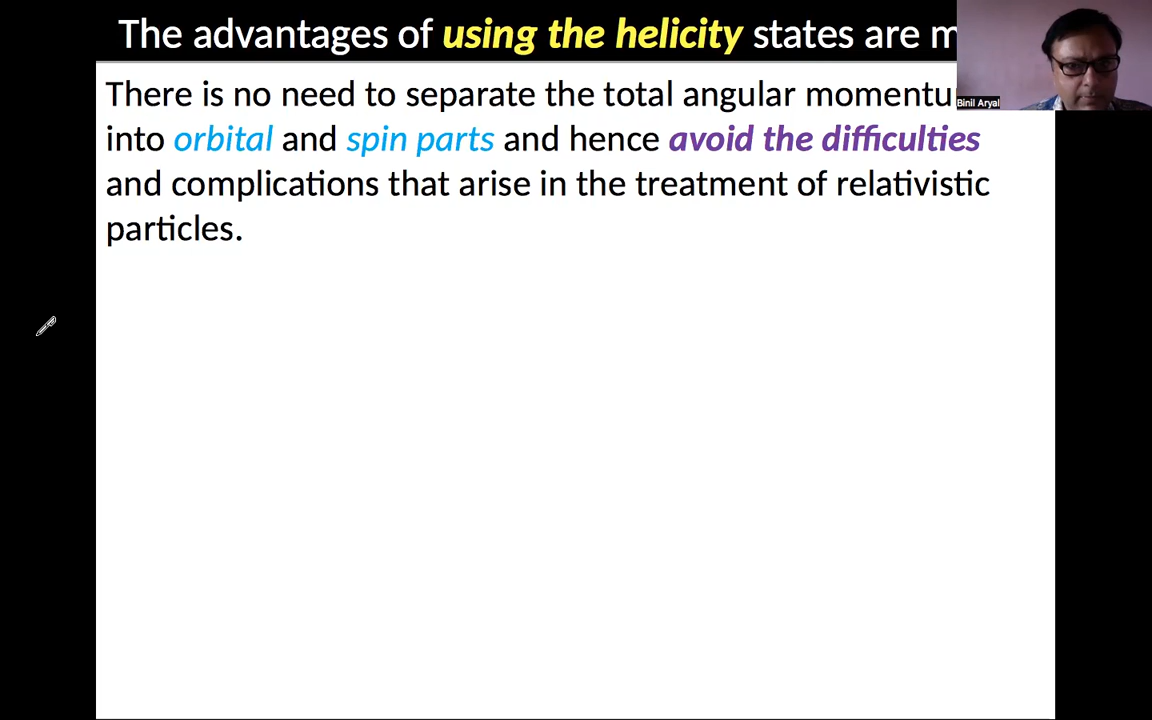 The advantages of using the helicity states are m
There is no need to separate the total angular momentu
into orbital and spin parts and hence avoid the difficulties
and complications that arise in the treatment of relativistic
particles.
Binil Aryal